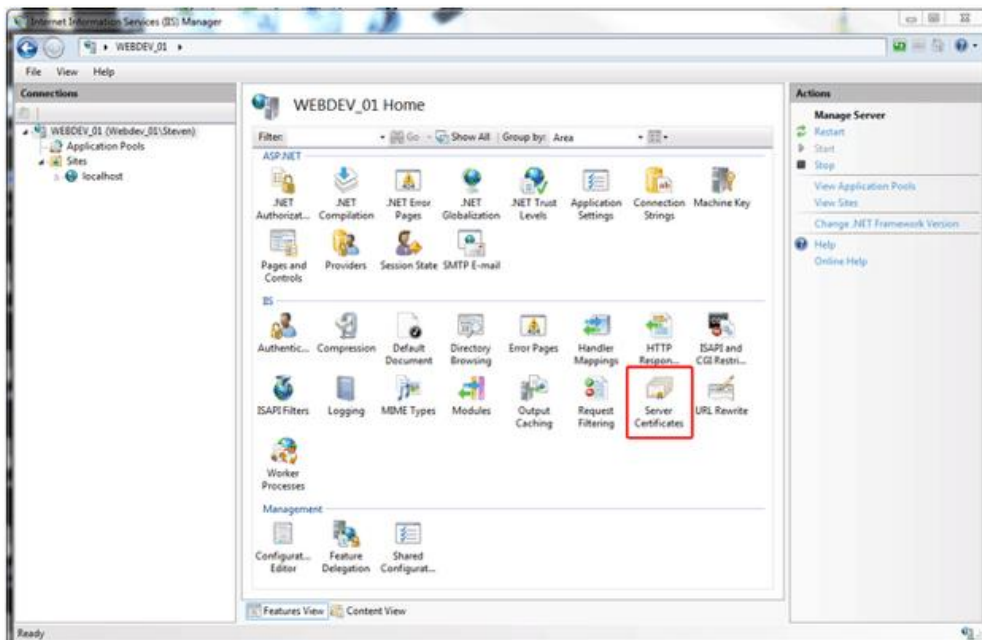 Internet Information Services (IIS) Manager
WEBDEV_01
File View Help
Connections
WEBDEV_01 (Webdev_01\Steven)
Application Pools
Sites
localhost
WEBDEV_01 Home
Filter: Go Show All Group by: Area
ASP.NET
.NET Authorizat...
.NET Compilation
.NET Error Pages
.NET Globalization
.NET Trust Levels
Application Settings
Connection Strings
Machine Key
Pages and Controls
Providers
Session State
SMTP E-mail
IIS
Authentic...
Compression
Default Document
Directory Browsing
Error Pages
Handler Mappings
HTTP Respon...
ISAPI and CGI Restri...
ISAPI Filters
Logging
MIME Types
Modules
Output Caching
Request Filtering
Server Certificates
URL Rewrite
Worker Processes
Management
Configurat... Editor
Feature Delegation
Shared Configurat...
Features View
Content View
Actions
Manage Server
Restart
Start
Stop
View Application Pools
View Sites
Change .NET Framework Version
Help
Online Help
Ready